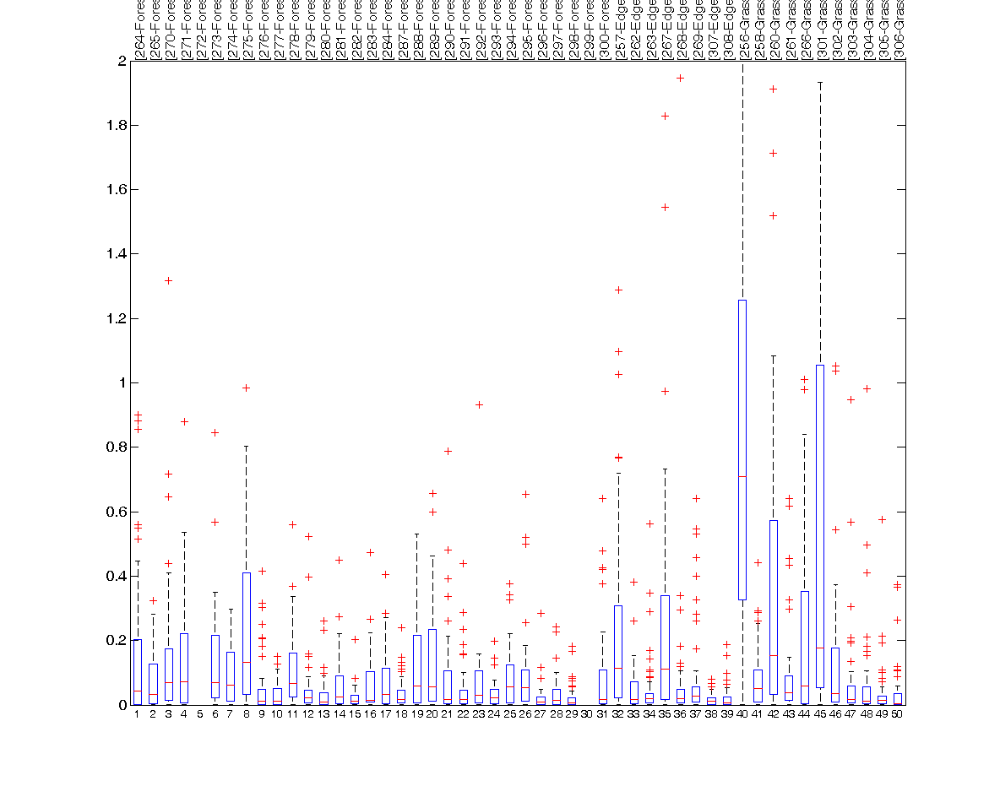 [264-Fores
[265-Fores
[270-Fores
[271-Fores
[272-Fores
[273-Fores
[274-Fores
[275-Fores
[276-Fores
[277-Fores
[278-Fores
[279-Fores
[280-Fores
[281-Fores
[282-Fores
[283-Fores
[284-Fores
[287-Fores
[288-Fores
[289-Fores
[290-Fores
[291-Fores
[292-Fores
[293-Fores
[294-Fores
[295-Fores
[296-Fores
[297-Fores
[298-Fores
[299-Fores
[300-Fores
[257-Edge
[262-Edge
[263-Edge
[267-Edge
[268-Edge
[269-Edge
[307-Edge
[308-Edge
[256-Grass
[258-Grass
[260-Grass
[261-Grass
[266-Grass
[301-Grass
[302-Grass
[303-Grass
[304-Grass
[305-Grass
[306-Grass
2
1.8
1.6
1.4
1.2
1
0.8
0.6
0.4
0.2
0
1 2 3 4 5 6 7 8 9 10 11 12 13 14 15 16 17 18 19 20 21 22 23 24 25 26 27 28 29 30 31 32 33 34 35 36 37 38 39 40 41 42 43 44 45 46 47 48 49 50